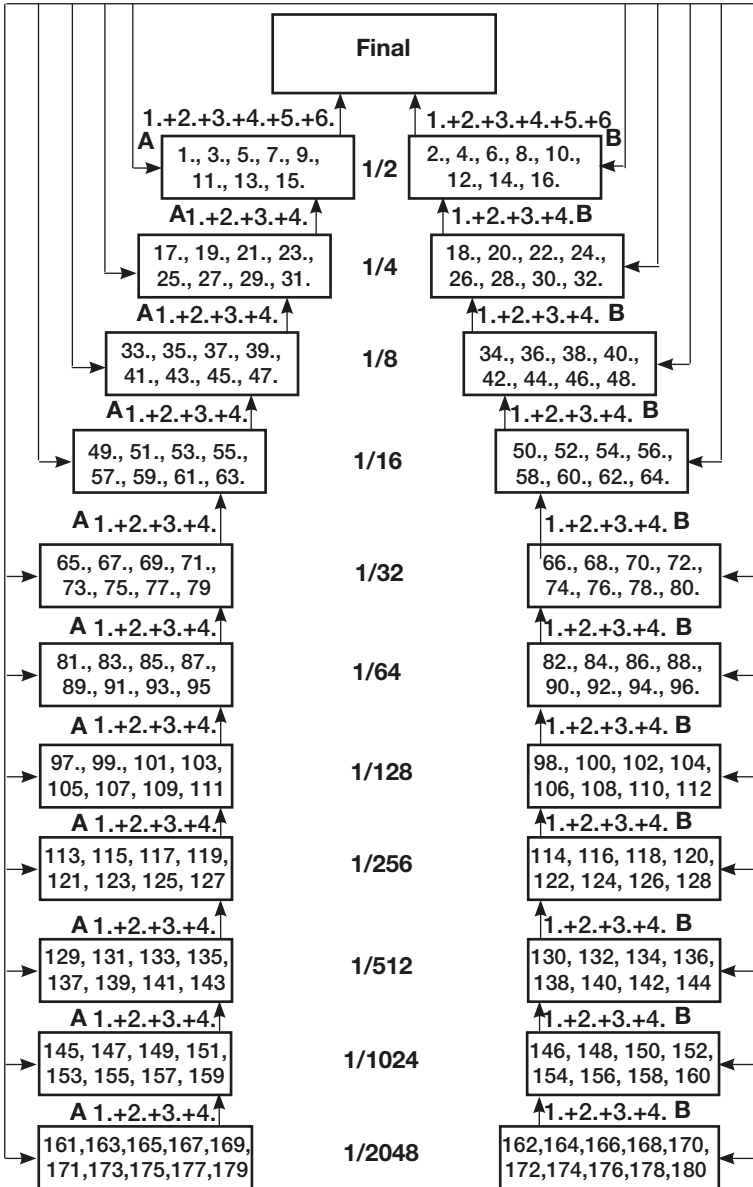 Final
1.+2.+3.+4.+5.+6. 1.+2.+3.+4.+5.+6
A B
1., 3., 5., 7., 9., 1/2 2., 4., 6., 8., 10.,
11., 13., 15. 12., 14., 16.
A 1.+2.+3.+4. 1.+2.+3.+4. B
17., 19., 21., 23., 1/4 18., 20., 22., 24.,
25., 27., 29., 31. 26., 28., 30., 32.
A 1.+2.+3.+4. 1.+2.+3.+4. B
33., 35., 37., 39., 1/8 34., 36., 38., 40.,
41., 43., 45., 47. 42., 44., 46., 48.
A 1.+2.+3.+4. 1.+2.+3.+4. B
49., 51., 53., 55., 1/16 50., 52., 54., 56.,
57., 59., 61., 63. 58., 60., 62., 64.
A 1.+2.+3.+4. 1.+2.+3.+4. B
65., 67., 69., 71., 1/32 66., 68., 70., 72.,
73., 75., 77., 79 74., 76., 78., 80.
A 1.+2.+3.+4. 1.+2.+3.+4. B
81., 83., 85., 87., 1/64 82., 84., 86., 88.,
89., 91., 93., 95 90., 92., 94., 96.
A 1.+2.+3.+4. 1.+2.+3.+4. B
97., 99., 101, 103, 1/128 98., 100, 102, 104,
105, 107, 109, 111 106, 108, 110, 112
A 1.+2.+3.+4. 1.+2.+3.+4. B
113, 115, 117, 119, 1/256 114, 116, 118, 120,
121, 123, 125, 127 122, 124, 126, 128
A 1.+2.+3.+4. 1.+2.+3.+4. B
129, 131, 133, 135, 1/512 130, 132, 134, 136,
137, 139, 141, 143 138, 140, 142, 144
A 1.+2.+3.+4. 1.+2.+3.+4. B
145, 147, 149, 151, 1/1024 146, 148, 150, 152,
153, 155, 157, 159 154, 156, 158, 160
A 1.+2.+3.+4. 1.+2.+3.+4. B
161,163,165,167,169, 1/2048 162,164,166,168,170,
171,173,175,177,179 172,174,176,178,180